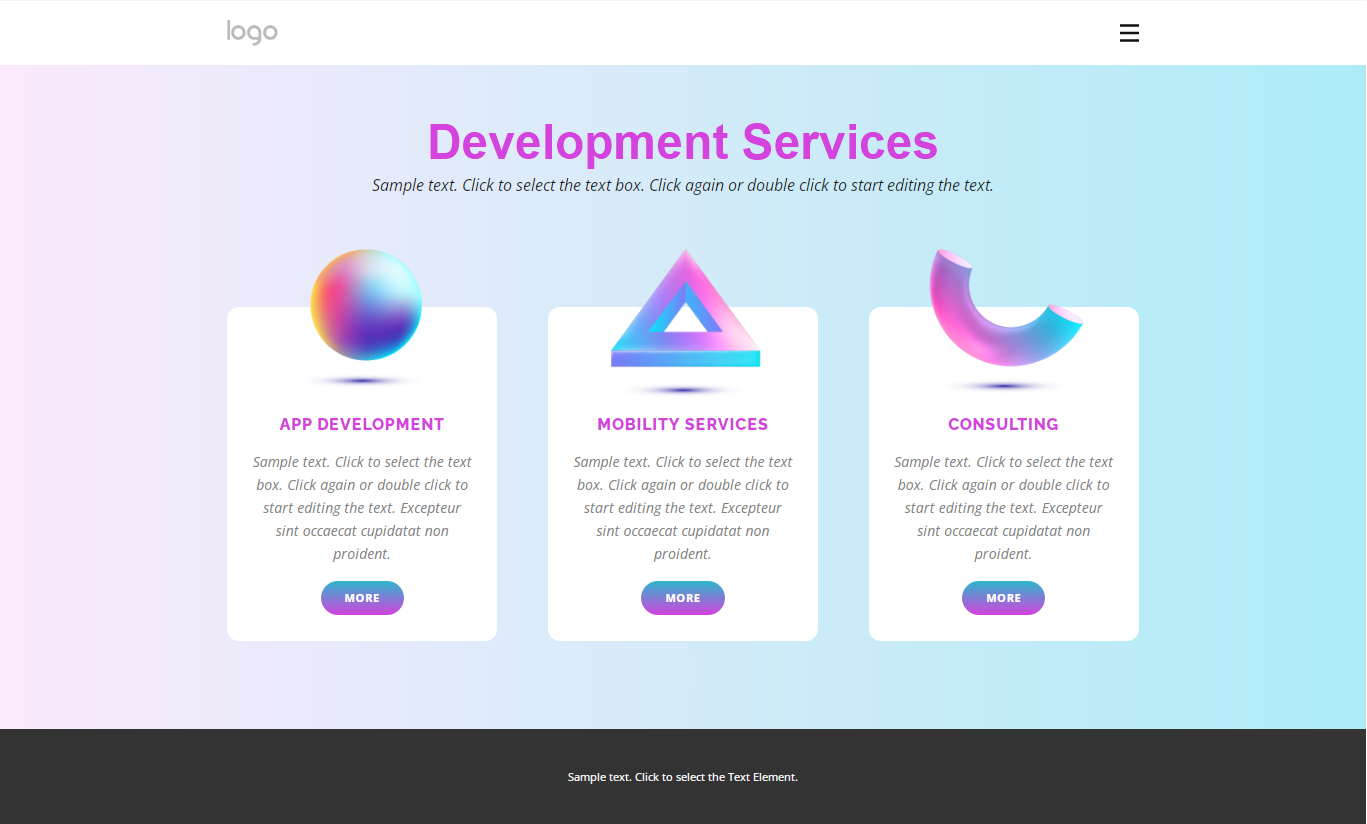 logo
Development Services
Sample text. Click to select the text box. Click again or double click to start editing the text.
APP DEVELOPMENT
Sample text. Click to select the text
box. Click again or double click to
start editing the text. Excepteur
sint occaecat cupidatat non
proident.
MORE
MOBILITY SERVICES
Sample text. Click to select the text
box. Click again or double click to
start editing the text. Excepteur
sint occaecat cupidatat non
proident.
MORE
CONSULTING
Sample text. Click to select the text
box. Click again or double click to
start editing the text. Excepteur
sint occaecat cupidatat non
proident.
MORE
Sample text. Click to select the Text Element.